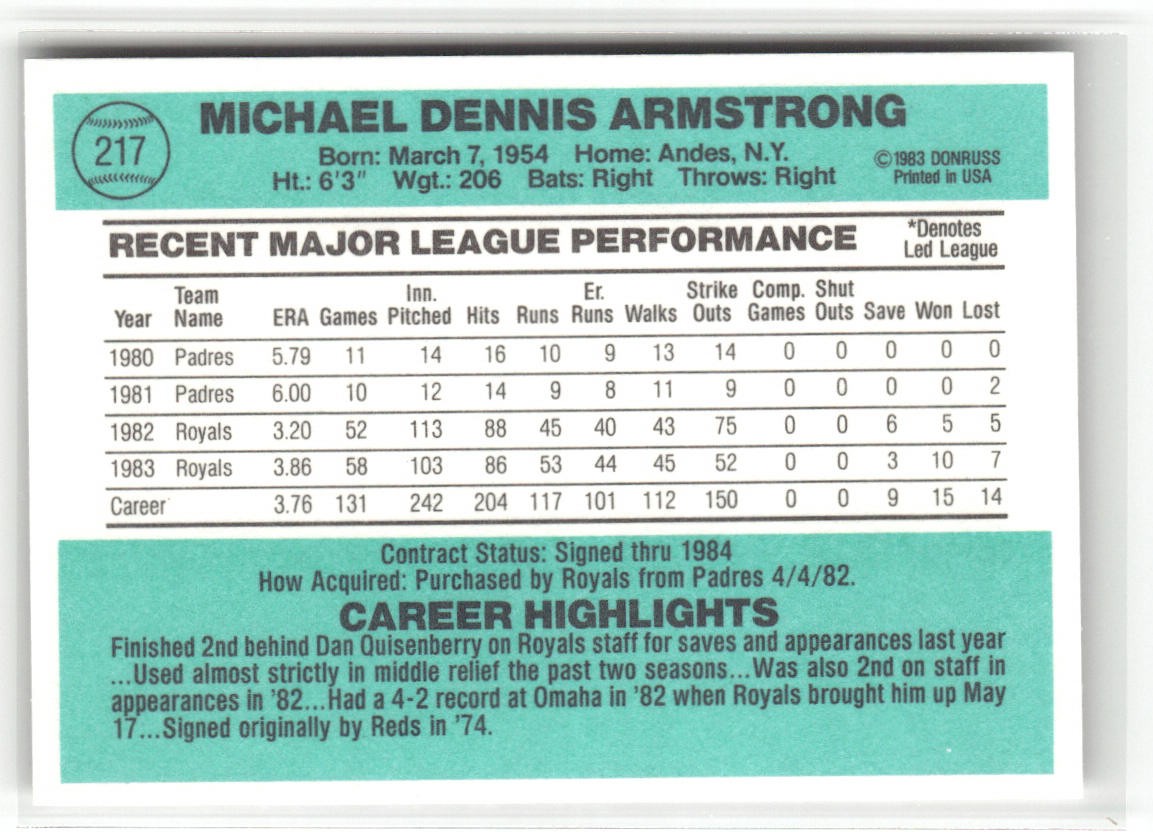 217
MICHAEL DENNIS ARMSTRONG
Born: March 7, 1954 Home: Andes, N.Y.
Ht.: 6'3" Wgt.: 206 Bats: Right Throws: Right
©1983 DONRUSS
Printed in USA
RECENT MAJOR LEAGUE PERFORMANCE
*Denotes
Led League
Year Team Name ERA Games Inn. Pitched Hits Runs Er. Runs Walks Strike Outs Comp. Games Shut Outs Save Won Lost
1980 Padres 5.79 11 14 16 10 9 13 14 0 0 0 0 0
1981 Padres 6.00 10 12 14 9 8 11 9 0 0 0 0 2
1982 Royals 3.20 52 113 88 45 40 43 75 0 0 6 5 5
1983 Royals 3.86 58 103 86 53 44 45 52 0 0 3 10 7
Career 3.76 131 242 204 117 101 112 150 0 0 9 15 14
Contract Status: Signed thru 1984
How Acquired: Purchased by Royals from Padres 4/4/82.
CAREER HIGHLIGHTS
Finished 2nd behind Dan Quisenberry on Royals staff for saves and appearances last year
...Used almost strictly in middle relief the past two seasons...Was also 2nd on staff in
appearances in '82...Had a 4-2 record at Omaha in '82 when Royals brought him up May
17...Signed originally by Reds in '74.